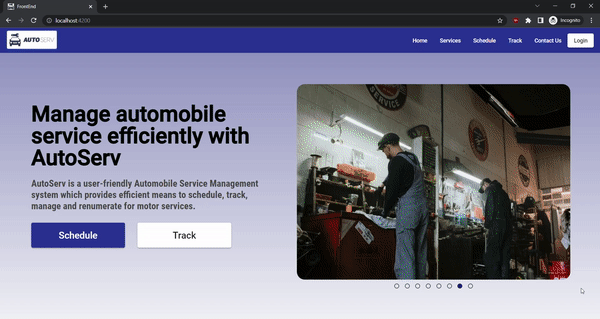 FrontEnd
localhost:4200
Incognito
AUTOSERV
Home Services Schedule Track Contact Us Login
Manage automobile
service efficiently with
AutoServ
AutoServ is a user-friendly Automobile Service Management
system which provides efficient means to schedule, track,
manage and renumerate for motor services.
Schedule Track
SERVICE